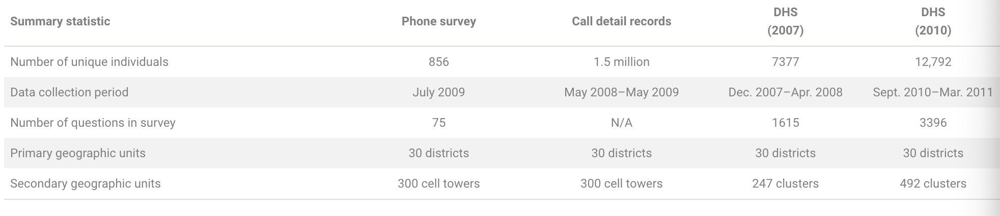 Summary statistic Phone survey Call detail records DHS (2007) DHS (2010)
Number of unique individuals 856 1.5 million 7377 12,792
Data collection period July 2009 May 2008–May 2009 Dec. 2007–Apr. 2008 Sept. 2010–Mar. 2011
Number of questions in survey 75 N/A 1615 3396
Primary geographic units 30 districts 30 districts 30 districts 30 districts
Secondary geographic units 300 cell towers 300 cell towers 247 clusters 492 clusters